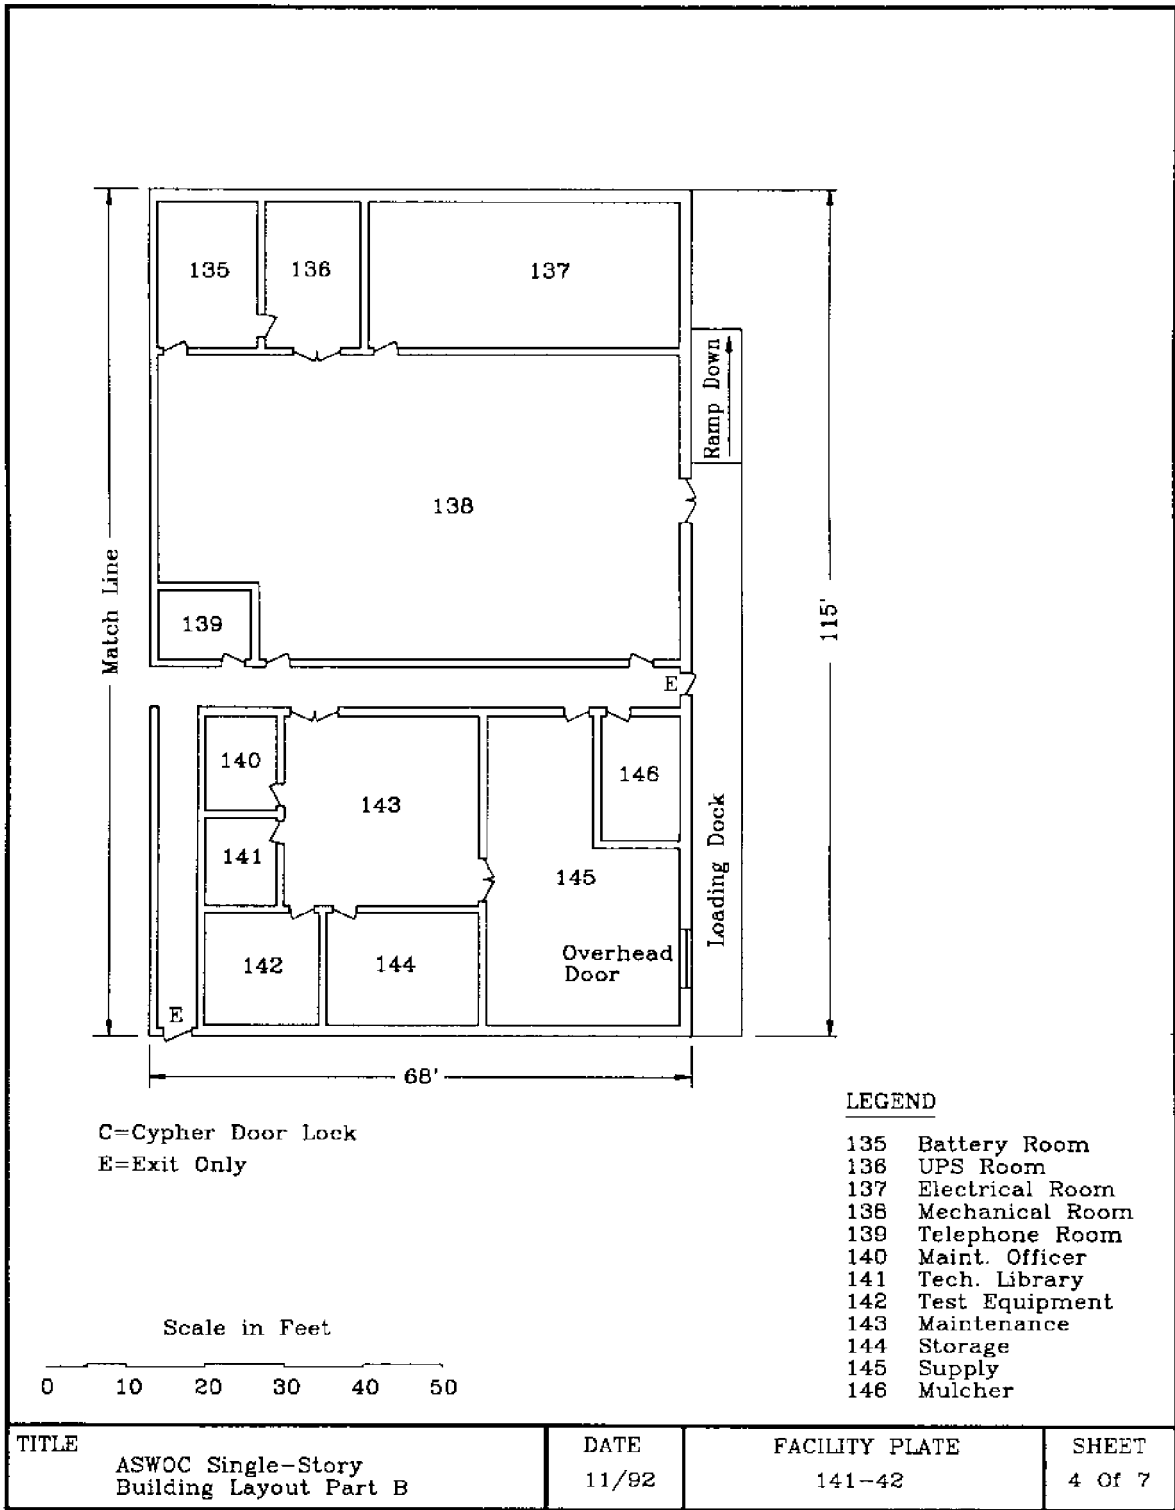 135
136
137
Ramp Down
138
Match Line
139
115'
E
140
146
143
141
145
Loading Dock
142
144
Overhead
Door
E
68'
C=Cypher Door Lock
E=Exit Only
LEGEND
135 Battery Room
136 UPS Room
137 Electrical Room
138 Mechanical Room
139 Telephone Room
140 Maint. Officer
141 Tech. Library
142 Test Equipment
143 Maintenance
144 Storage
145 Supply
146 Mulcher
Scale in Feet
0 10 20 30 40 50
TITLE
ASWOC Single-Story
Building Layout Part B
DATE
11/92
FACILITY PLATE
141-42
SHEET
4 Of 7